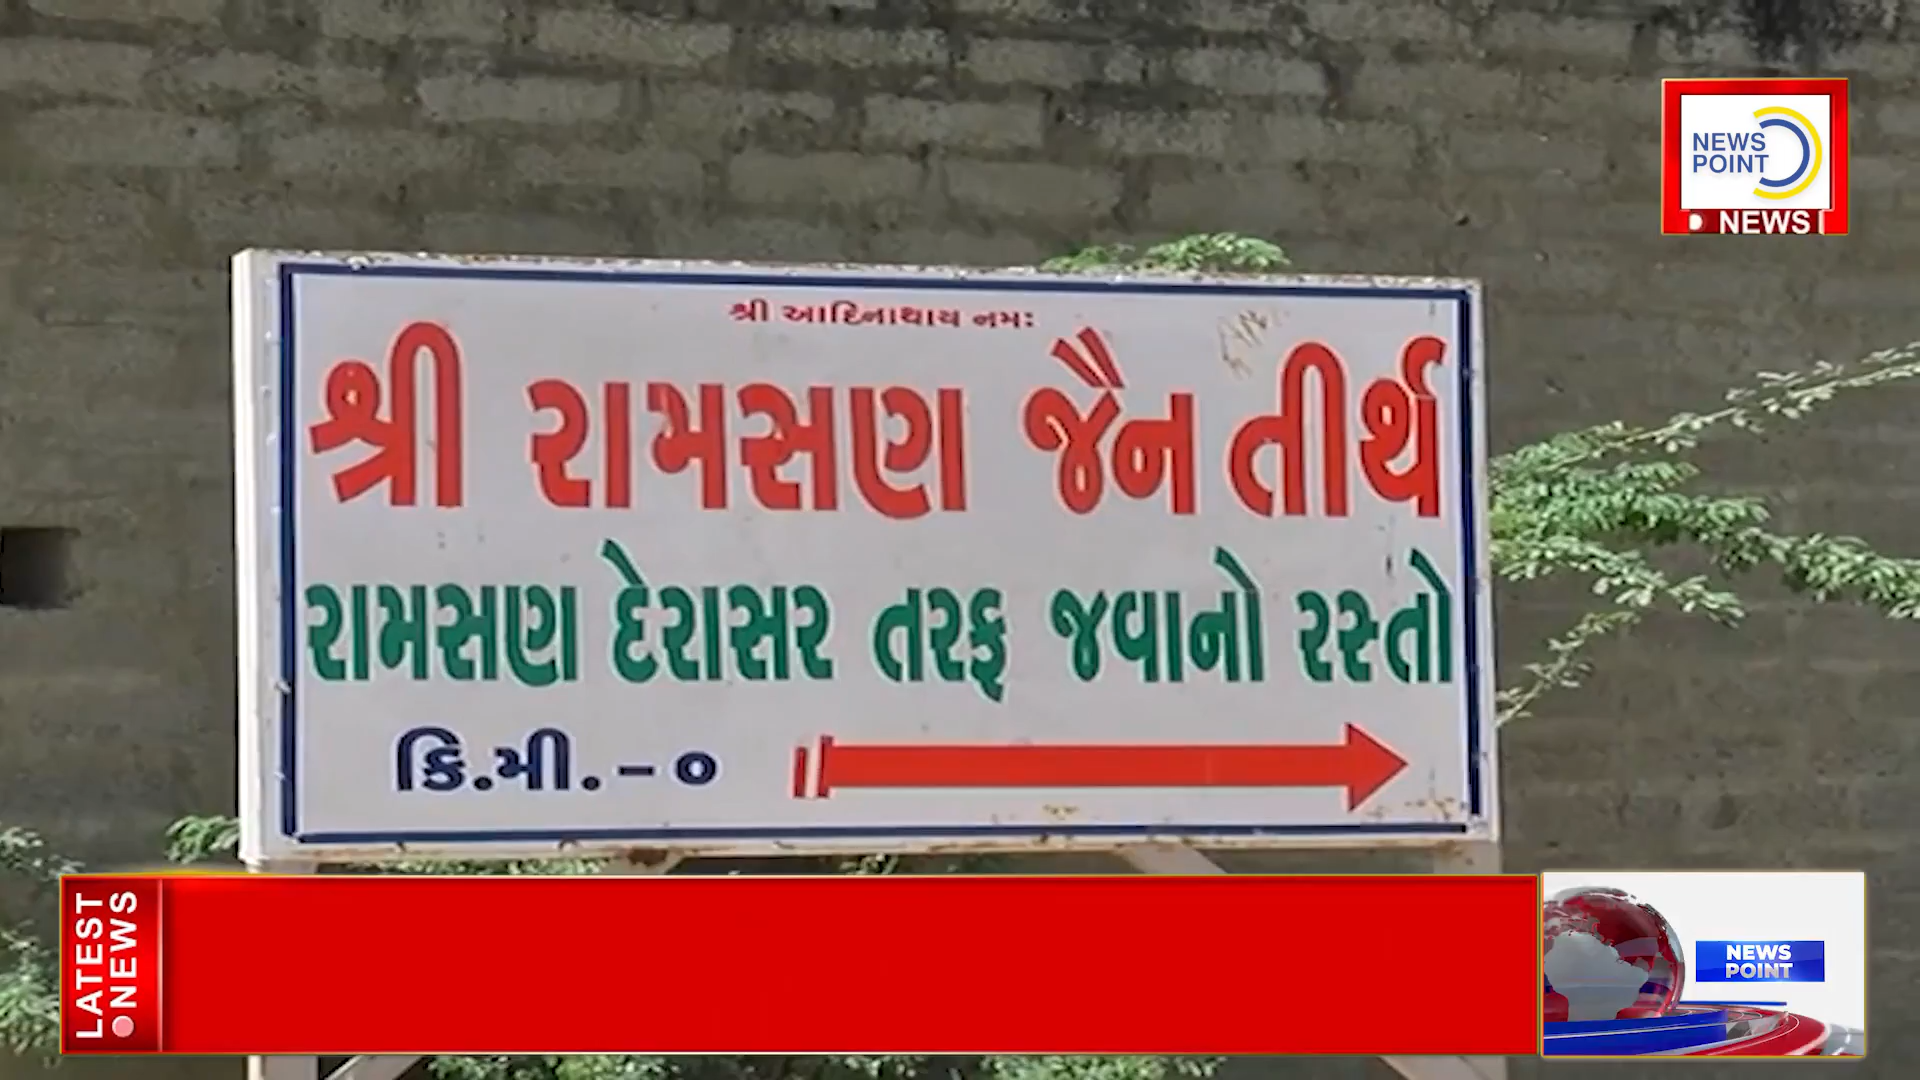 NEWS
POINT
NEWS
શ્રી આદિનાથાય નમઃ
શ્રી રામસણ જૈન તીર્થ
રામસણ દેરાસર તરફ જવાનો રસ્તો
કિ.મી. - ૦
LATEST
NEWS
NEWS
POINT